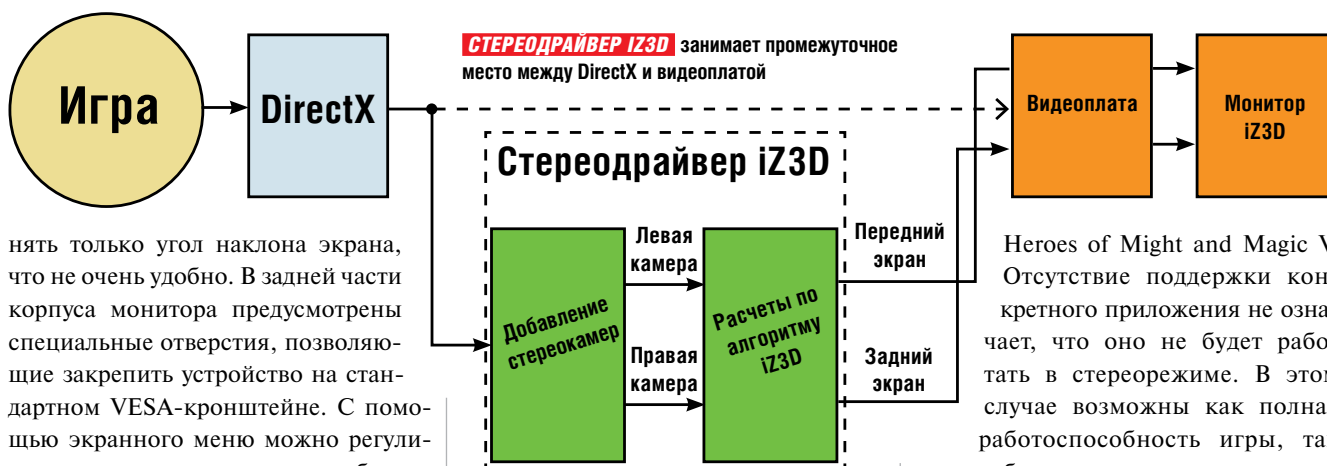 Игра
DirectX
СТЕРЕОДРАЙВЕР IZ3D занимает промежуточное
место между DirectX и видеоплатой
Видеоплата
Монитор
iZ3D
Стереодрайвер iZ3D
Добавление
стереокамер
Левая
камера
Правая
камера
Расчеты по
алгоритму
iZ3D
Передний
экран
Задний
экран
нять только угол наклона экрана,
что не очень удобно. В задней части
корпуса монитора предусмотрены
специальные отверстия, позволяю-
щие закрепить устройство на стан-
дартном VESA-кронштейне. С помо-
щью экранного меню можно регули-
Heroes of Might and Magic V
Отсутствие поддержки кон
кретного приложения не озна
чает, что оно не будет рабо
тать в стереорежиме. В этом
случае возможны как полна
работоспособность игры, та